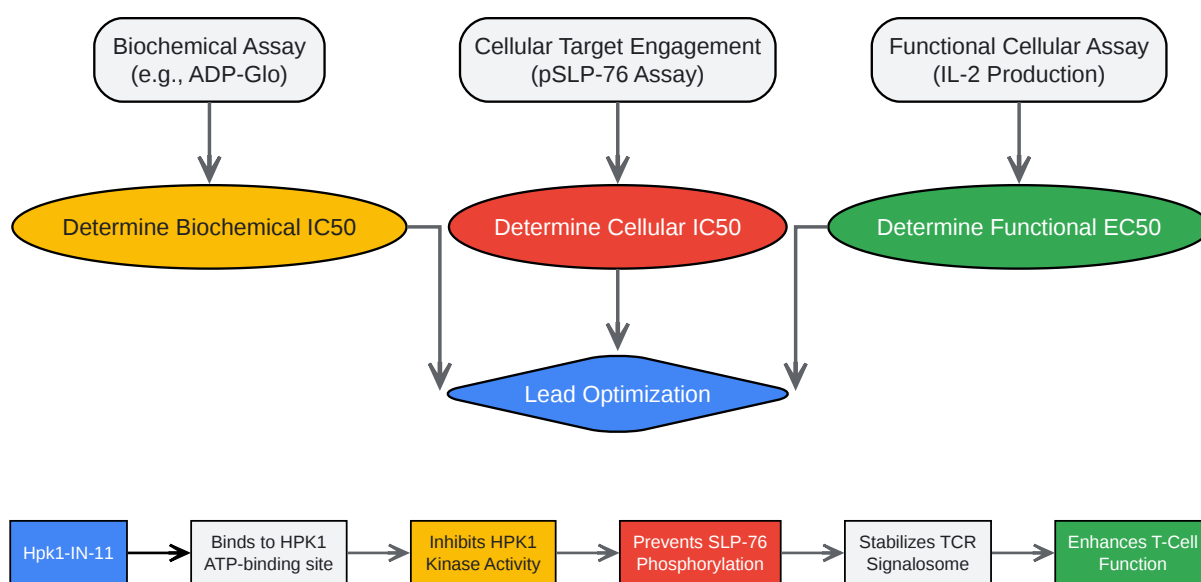 Biochemical Assay
(e.g., ADP-Glo)
Cellular Target Engagement
(pSLP-76 Assay)
Functional Cellular Assay
(IL-2 Production)
Determine Biochemical IC50
Determine Cellular IC50
Determine Functional EC50
Lead Optimization
Hpk1-IN-11
Binds to HPK1
ATP-binding site
Inhibits HPK1
Kinase Activity
Prevents SLP-76
Phosphorylation
Stabilizes TCR
Signalosome
Enhances T-Cell
Function